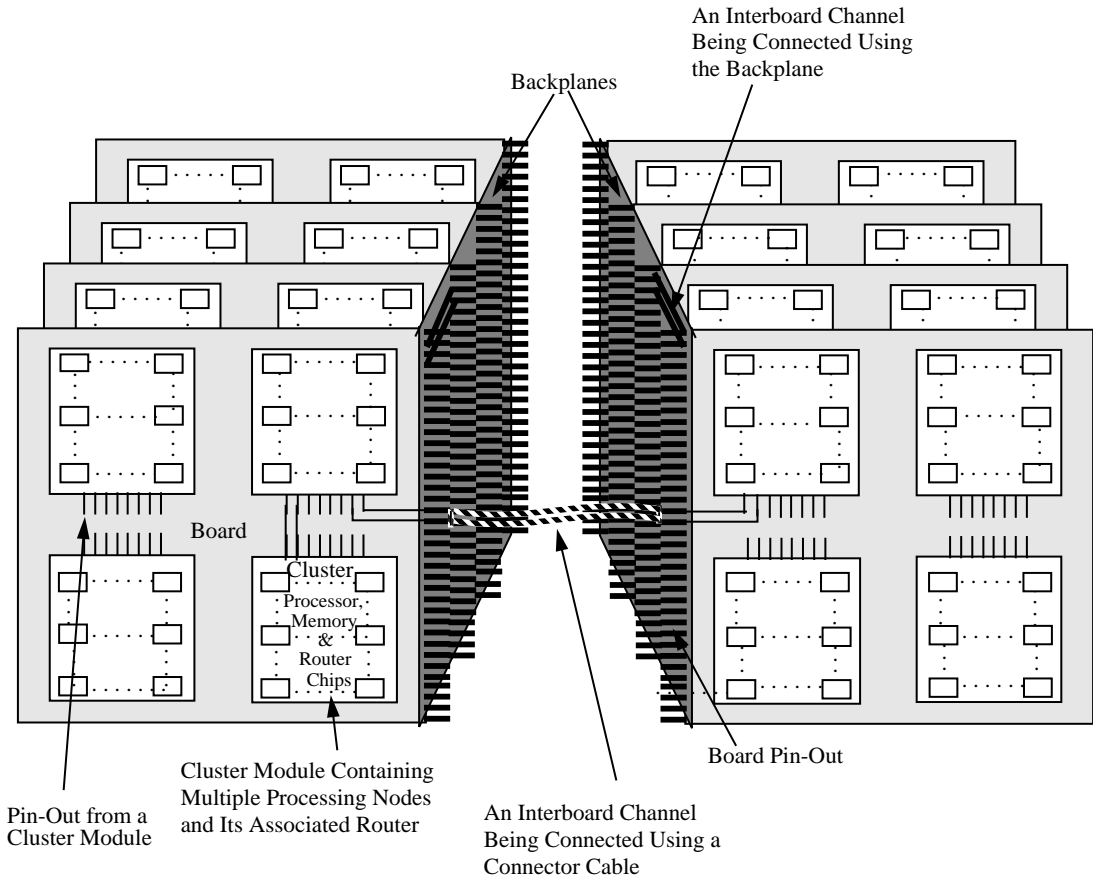 An Interboard Channel
Being Connected Using
the Backplane
Backplanes
Board
Cluster
Processor,
Memory
&
Router
Chips
Board Pin-Out
Cluster Module Containing
Multiple Processing Nodes
and Its Associated Router
Pin-Out from a
Cluster Module
An Interboard Channel
Being Connected Using a
Connector Cable